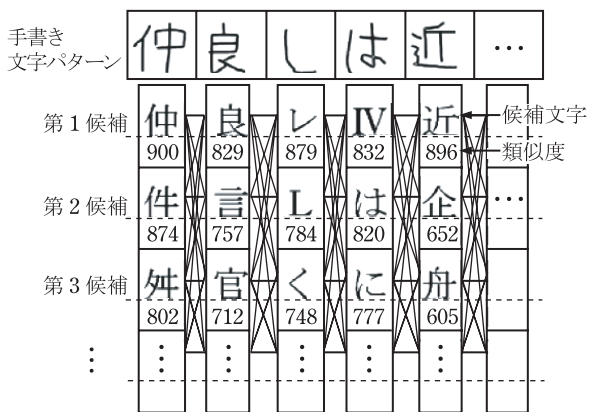 手書き
文字パターン
仲 良 し は 近 …
第1候補 仲 良 レ Ⅳ 近 候補文字
900 829 879 832 896 類似度
第2候補 件 言 L は 企 …
874 757 784 820 652
第3候補 舛 官 く に 舟
802 712 748 777 605
⋮ ⋮ ⋮ ⋮ ⋮ ⋮